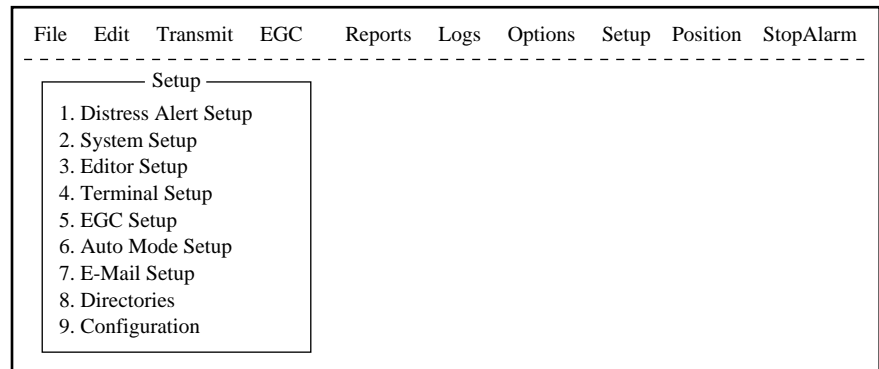 File Edit Transmit EGC Reports Logs Options Setup Position StopAlarm
Setup
1. Distress Alert Setup
2. System Setup
3. Editor Setup
4. Terminal Setup
5. EGC Setup
6. Auto Mode Setup
7. E-Mail Setup
8. Directories
9. Configuration